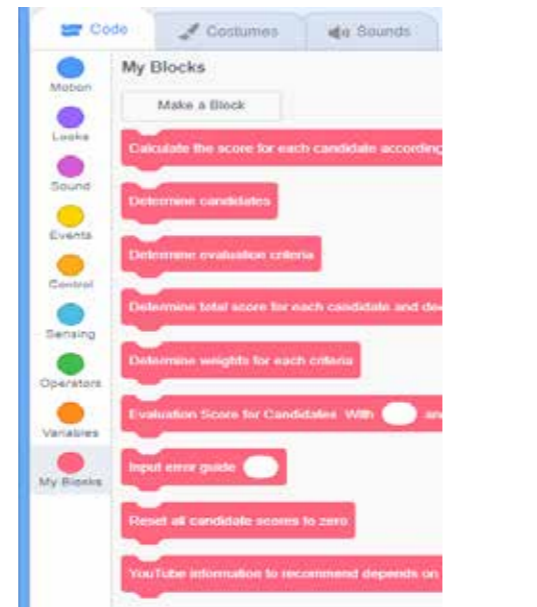 Code Costumes Sounds
My Blocks
Make a Block
Motion
Looks
Sound
Events
Control
Sensing
Operators
Variables
My Blocks
Calculate the score for each candidate according
Determine candidates
Determine evaluation criteria
Determine total score for each candidate and de
Determine weights for each criteria
Evaluation Score for Candidates With an
Input error guide
Reset all candidate scores to zero
YouTube information to recommend depends on